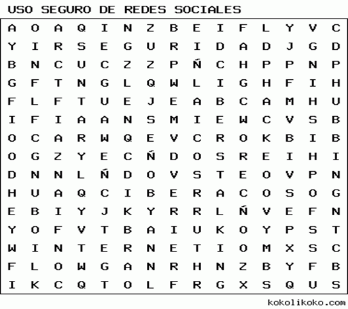 USO SEGURO DE REDES SOCIALES
A O A Q I N Z B E I F L Y V C
Y I R S E G U R I D A D J G D
B N C U C Z Z P Ñ C H P P N P
G F T N G L Q W L I G H F I H
F L F T U E J E A B C A M H U
I F I A A N S M I E W C V S B
O C A R W Q E V C R O K B I B
O G Z Y E C Ñ D O S R E I H I
D N N L Ñ D O V S T E O V P N
H U A Q C I B E R A C O S O G
E B I Y J K Y R R L Ñ V E F N
Y O F V T B A I U K O Y P S T
W I N T E R N E T I O M X S C
F L O W G A N R H N Z B Y F B
I K C Q T O L F R G X S Q U S
kokolikoko.com